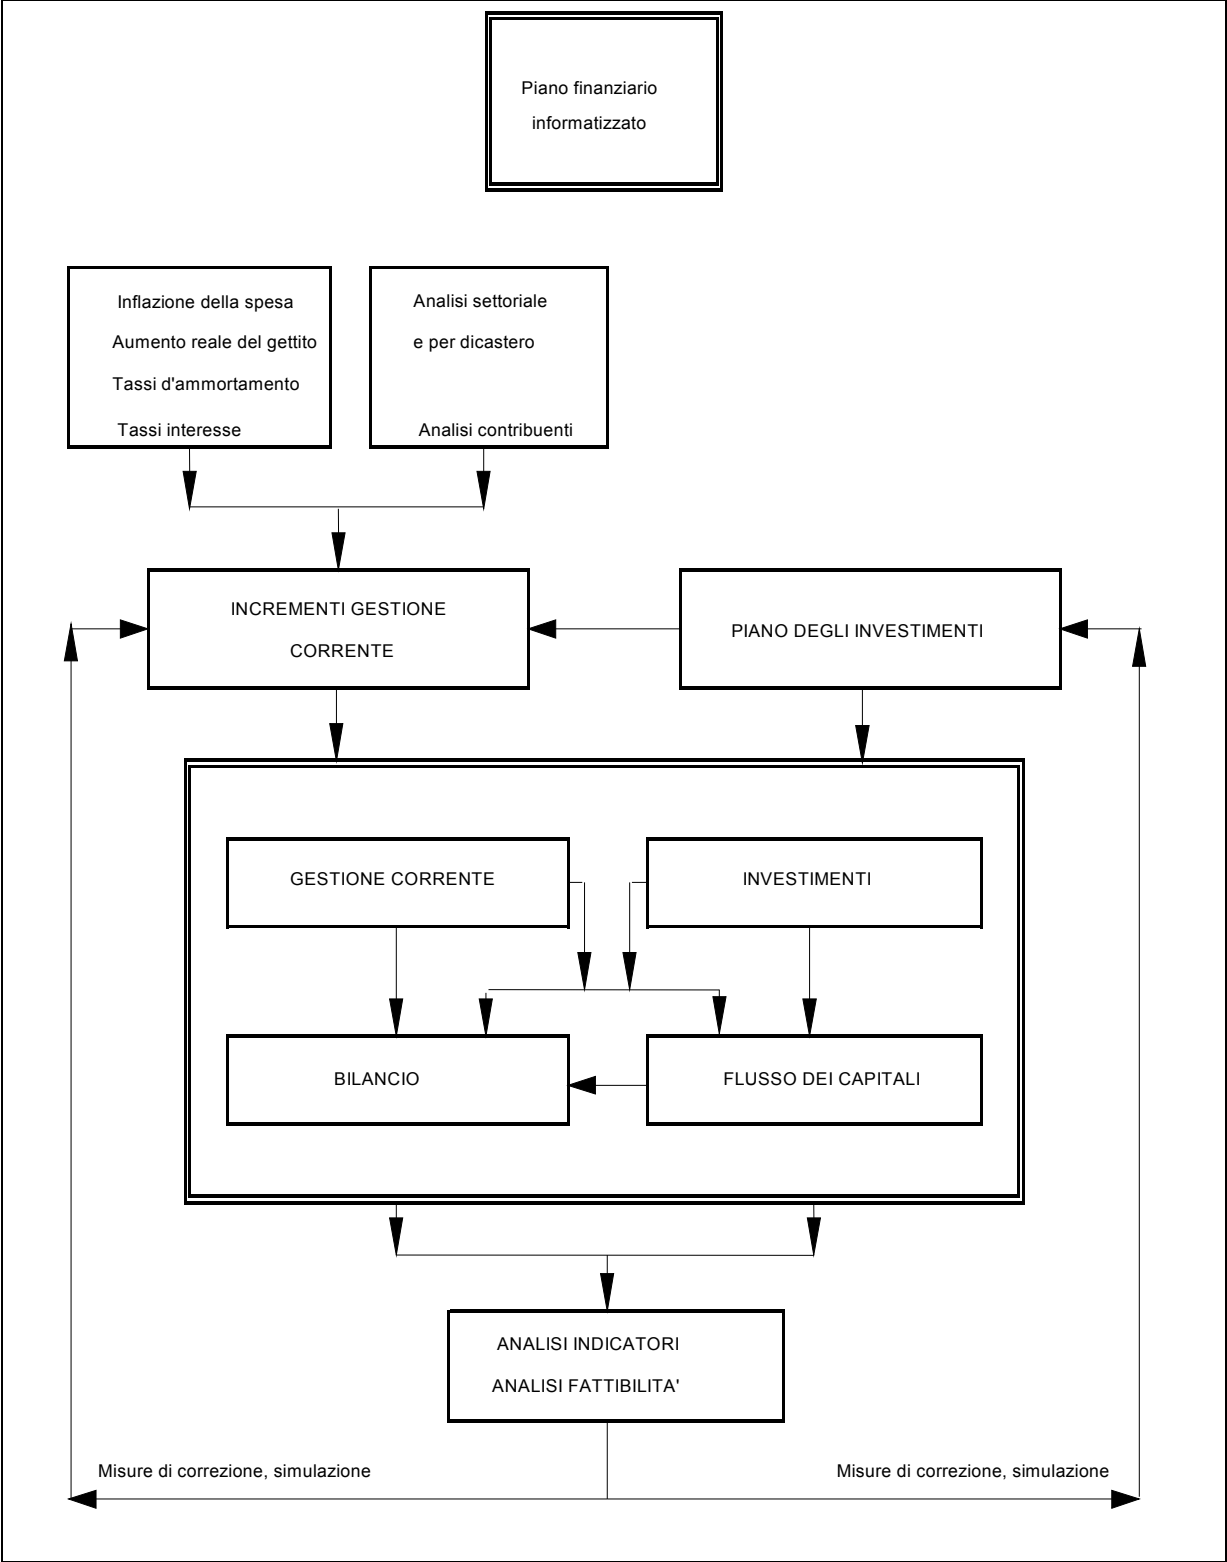 Piano finanziario
informatizzato
Inflazione della spesa
Aumento reale del gettito
Tassi d'ammortamento
Tassi interesse
Analisi settoriale
e per dicastero
Analisi contribuenti
INCREMENTI GESTIONE
CORRENTE
PIANO DEGLI INVESTIMENTI
GESTIONE CORRENTE
INVESTIMENTI
BILANCIO
FLUSSO DEI CAPITALI
ANALISI INDICATORI
ANALISI FATTIBILITA'
Misure di correzione, simulazione
Misure di correzione, simulazione